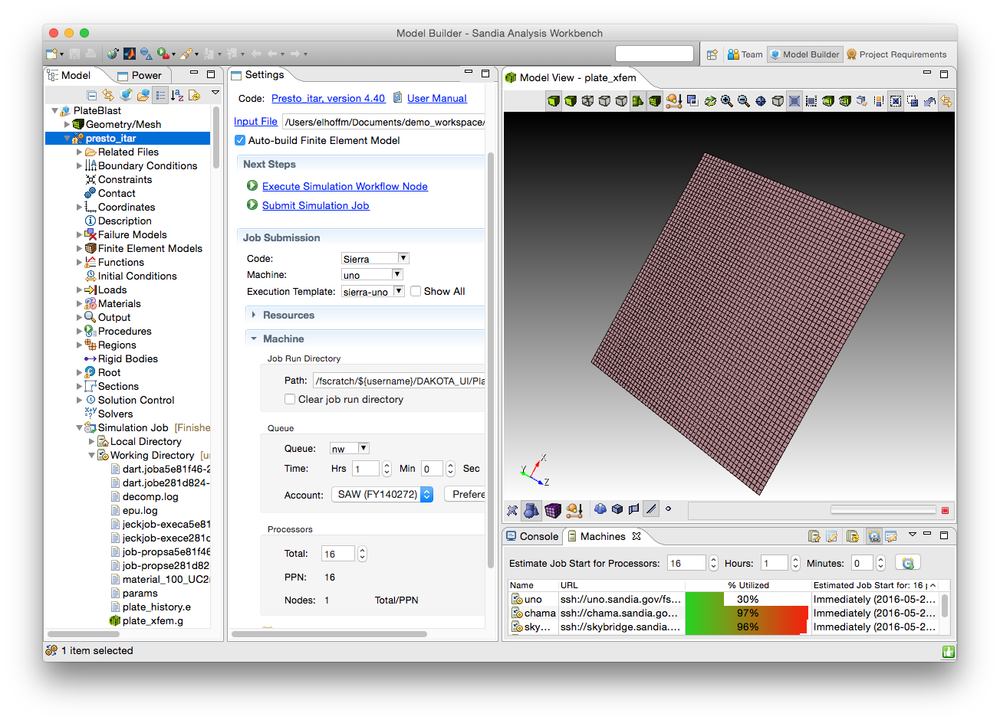 Model Builder - Sandia Analysis Workbench
Team
Model Builder
Project Requirements
Model
Power
PlateBlast
Geometry/Mesh
presto_itar
Related Files
Boundary Conditions
Constraints
Contact
Coordinates
Description
Failure Models
Finite Element Models
Functions
Initial Conditions
Loads
Materials
Output
Procedures
Regions
Rigid Bodies
Root
Sections
Solution Control
Solvers
Simulation Job [Finishe
Local Directory
Working Directory [u
dart.joba5e81f46-2
dart.jobe281d824-
decomp.log
epu.log
jeckjob-execa5e81
jeckjob-exece281c
job-propsa5e81f46
job-propse281d82
material_100_UC2
params
plate_history.e
plate_xfem.g
Settings
Code: Presto_itar, version 4.40 User Manual
Input File /Users/elhoffm/Documents/demo_workspace/
Auto-build Finite Element Model
Next Steps
Execute Simulation Workflow Node
Submit Simulation Job
Job Submission
Code: Sierra
Machine: uno
Execution Template: sierra-uno Show All
Resources
Machine
Job Run Directory
Path: /fscratch/${username}/DAKOTA_UI/Pla
Clear job run directory
Queue
Queue: nw
Time: Hrs 1 Min 0 Sec
Account: SAW (FY140272) Prefere
Processors
Total: 16
PPN: 16
Nodes: 1 Total/PPN
Model View - plate_xfem
X
Y
Z
Console
Machines
Estimate Job Start for Processors: 16 Hours: 1 Minutes: 0
Name URL % Utilized Estimated Job Start for: 16 p
uno ssh://uno.sandia.gov/fs... 30% Immediately (2016-05-2...
chama ssh://chama.sandia.go... 97% Immediately (2016-05-2...
sky... ssh://skybridge.sandia.... 96% Immediately (2016-05-2...
1 item selected